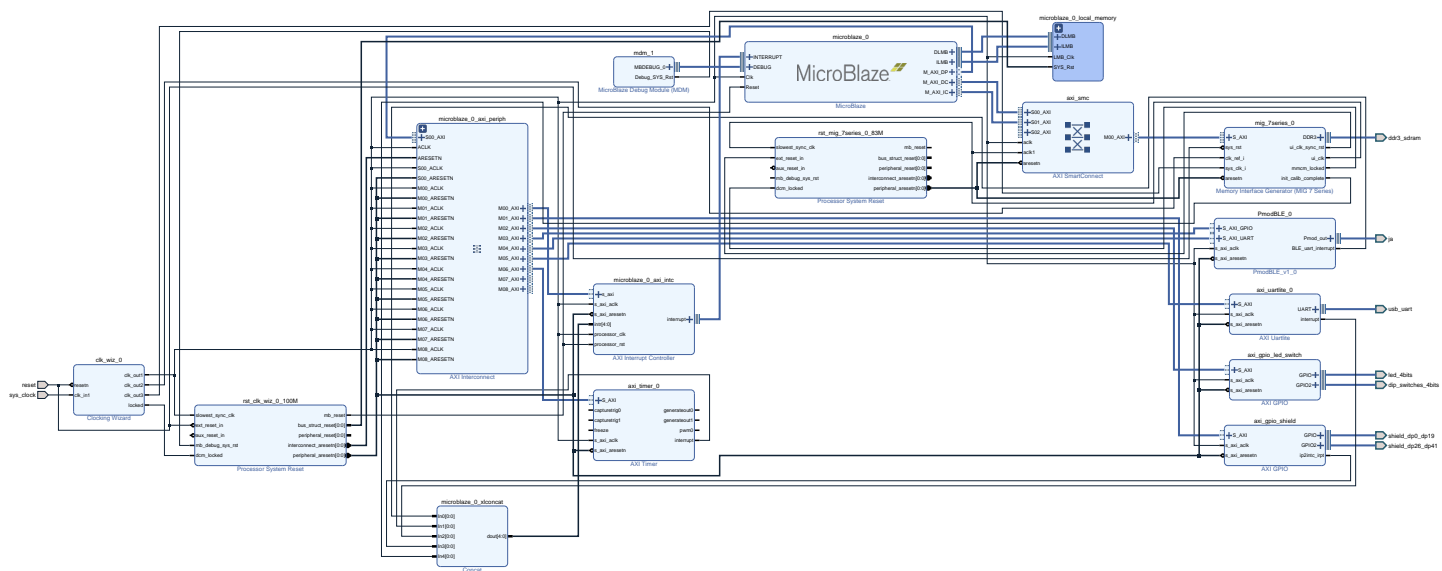 microblaze_0_local_memory
DLMB
ILMB
LMB_Clk
SYS_Rst
microblaze_0
INTERRUPT
DEBUG
Clk
Reset
MicroBlaze
DLMB
ILMB
M_AXI_DP
M_AXI_DC
M_AXI_IC
MicroBlaze
mdm_1
MBDEBUG_0
Debug_SYS_Rst
MicroBlaze Debug Module (MDM)
axi_smc
S00_AXI
S01_AXI
S02_AXI
aclk
aclk1
aresetn
M00_AXI
AXI SmartConnect
microblaze_0_axi_periph
S00_AXI
ACLK
ARESETN
S00_ACLK
S00_ARESETN
M00_ACLK
M00_ARESETN
M01_ACLK
M01_ARESETN
M02_ACLK
M02_ARESETN
M03_ACLK
M03_ARESETN
M04_ACLK
M04_ARESETN
M05_ACLK
M05_ARESETN
M06_ACLK
M06_ARESETN
M07_ACLK
M07_ARESETN
M08_ACLK
M08_ARESETN
M00_AXI
M01_AXI
M02_AXI
M03_AXI
M04_AXI
M05_AXI
M06_AXI
M07_AXI
M08_AXI
AXI Interconnect
rst_mig_7series_0_83M
slowest_sync_clk
ext_reset_in
aux_reset_in
mb_debug_sys_rst
dcm_locked
mb_reset
bus_struct_reset[0:0]
peripheral_reset[0:0]
interconnect_aresetn[0:0]
peripheral_aresetn[0:0]
Processor System Reset
mig_7series_0
S_AXI
sys_rst
clk_ref_i
sys_clk_i
aresetn
DDR3
ui_clk_sync_rst
ui_clk
mmcm_locked
init_calib_complete
Memory Interface Generator (MIG 7 Series)
ddr3_sdram
PmodBLE_0
S_AXI_GPIO
S_AXI_UART
s_axi_aclk
s_axi_aresetn
Pmod_out
BLE_uart_interrupt
PmodBLE_v1_0
ja
microblaze_0_axi_intc
s_axi
s_axi_aclk
s_axi_aresetn
intr[4:0]
processor_clk
processor_rst
interrupt
AXI Interrupt Controller
axi_uartlite_0
S_AXI
s_axi_aclk
s_axi_aresetn
UART
interrupt
AXI Uartlite
usb_uart
clk_wiz_0
resetn
clk_in1
clk_out1
clk_out2
clk_out3
locked
Clocking Wizard
reset
sys_clock
axi_gpio_led_switch
S_AXI
s_axi_aclk
s_axi_aresetn
GPIO
GPIO2
AXI GPIO
led_4bits
dip_switches_4bits
axi_timer_0
S_AXI
capturetrig0
capturetrig1
freeze
s_axi_aclk
s_axi_aresetn
generateout0
generateout1
pwm0
interrupt
AXI Timer
rst_clk_wiz_0_100M
slowest_sync_clk
ext_reset_in
aux_reset_in
mb_debug_sys_rst
dcm_locked
mb_reset
bus_struct_reset[0:0]
peripheral_reset[0:0]
interconnect_aresetn[0:0]
peripheral_aresetn[0:0]
Processor System Reset
axi_gpio_shield
S_AXI
s_axi_aclk
s_axi_aresetn
GPIO
GPIO2
ip2intc_irpt
AXI GPIO
shield_dp0_dp19
shield_dp26_dp41
microblaze_0_xlconcat
In0[0:0]
In1[0:0]
In2[0:0]
In3[0:0]
In4[0:0]
dout[4:0]
Concat